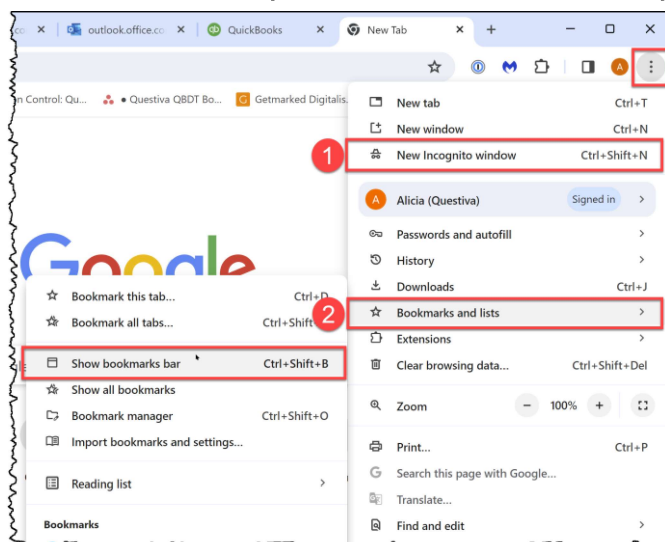 outlook.office.co
QuickBooks
New Tab
n Control: Qu...
• Questiva QBDT Bo...
Getmarked Digitalis.
New tab Ctrl+T
New window Ctrl+N
1
New Incognito window Ctrl+Shift+N
A Alicia (Questiva) Signed in
Passwords and autofill
History
Downloads Ctrl+J
Google
Bookmark this tab... Ctrl+D
Bookmark all tabs... Ctrl+Shift
2
Bookmarks and lists
Extensions
Show bookmarks bar Ctrl+Shift+B
Clear browsing data... Ctrl+Shift+Del
Show all bookmarks
Zoom − 100% +
Bookmark manager Ctrl+Shift+O
Import bookmarks and settings...
Print... Ctrl+P
Search this page with Google...
Reading list
Translate...
Bookmarks
Find and edit